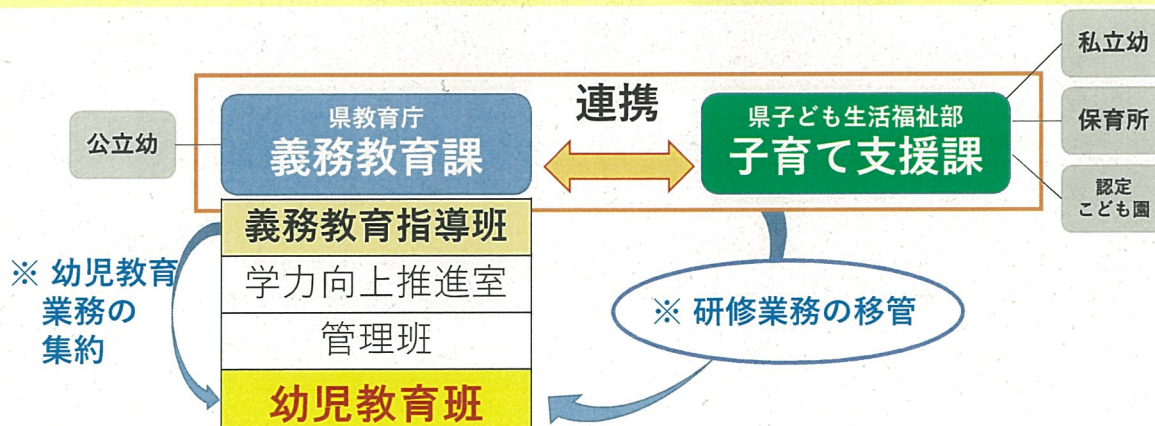 連携
私立幼
県教育庁
義務教育課
県子ども生活福祉部
子育て支援課
公立幼
保育所
認定
こども園
義務教育指導班
学力向上推進室
管理班
幼児教育班
※ 幼児教育
業務の
集約
※ 研修業務の移管